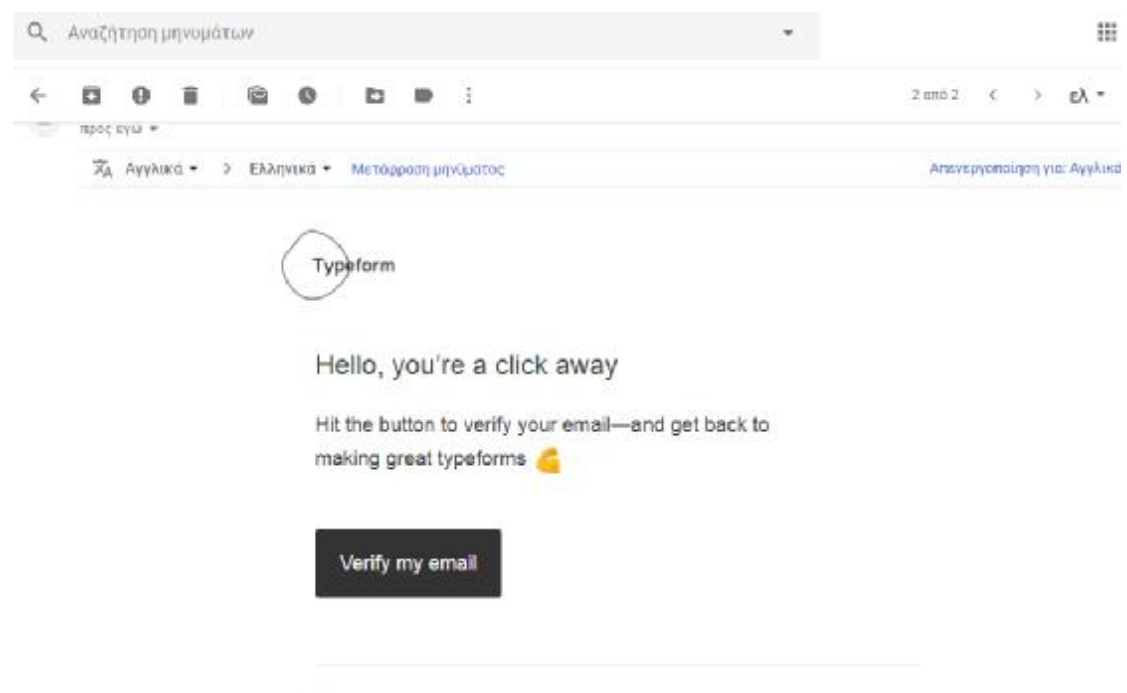 Αναζήτηση μηνυμάτων
2 από 2 ελ
προς εγώ
Αγγλικά > Ελληνικά Μετάφραση μηνύματος Απενεργοποίηση για: Αγγλικά
Typeform
Hello, you're a click away
Hit the button to verify your email—and get back to
making great typeforms 💪
Verify my email